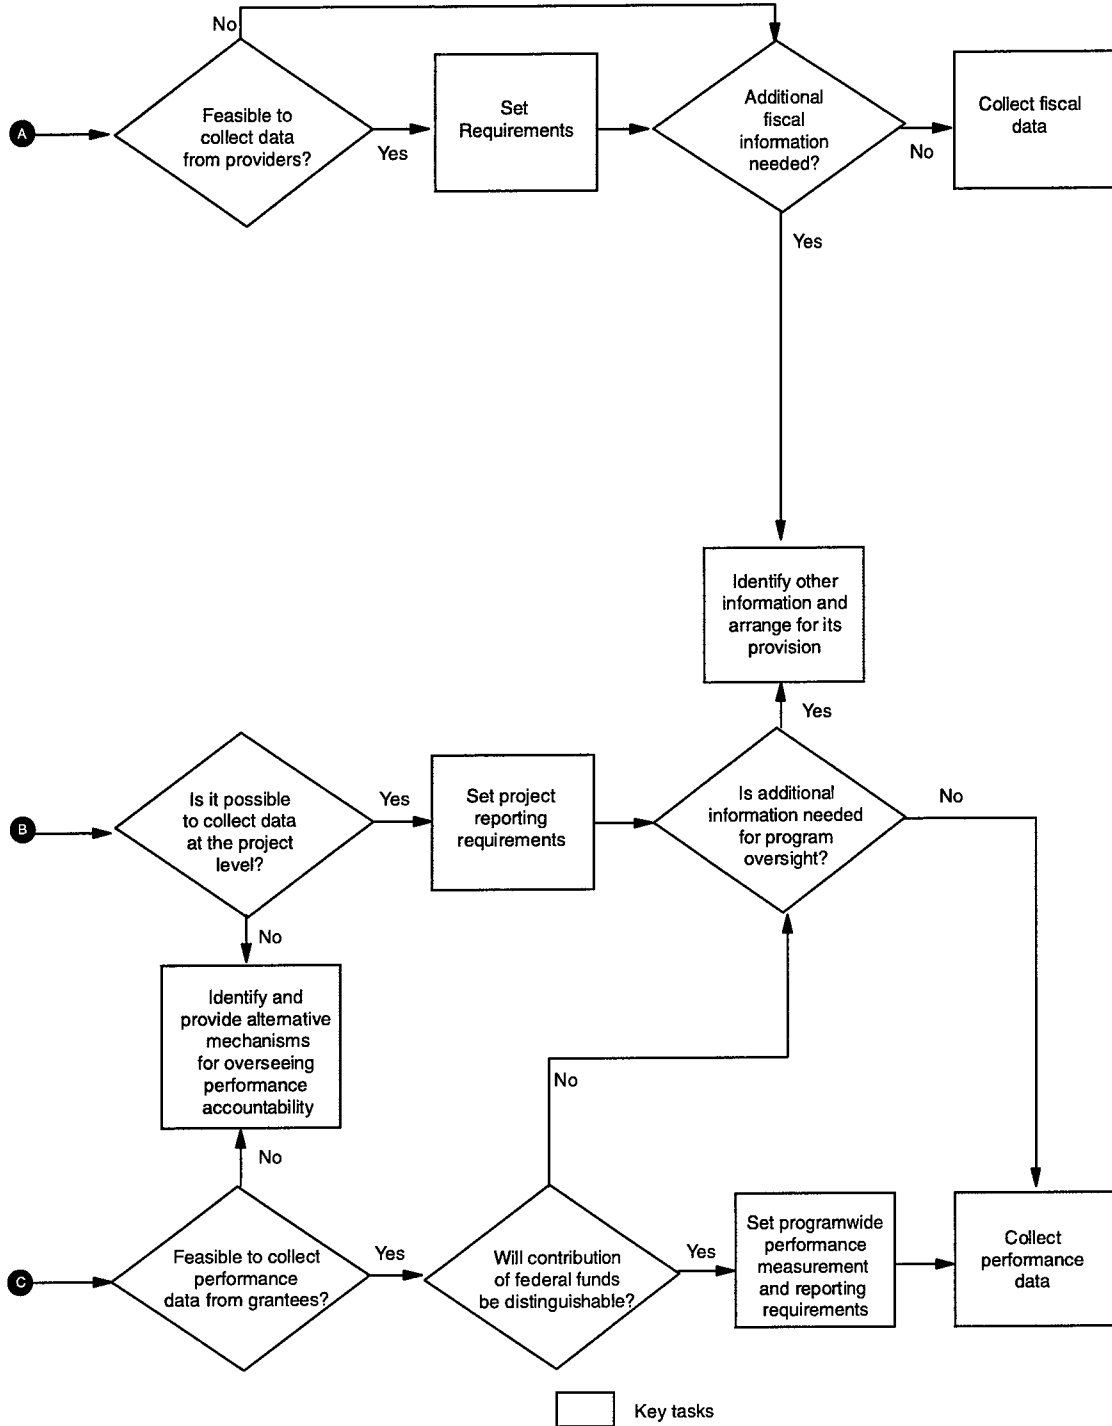 No
A
Feasible to
collect data
from providers?
Yes
Set
Requirements
Additional
fiscal
information
needed?
No
Collect fiscal
data
Yes
Identify other
information and
arrange for its
provision
Yes
B
Is it possible
to collect data
at the project
level?
Yes
Set project
reporting
requirements
Is additional
information needed
for program
oversight?
No
No
Identify and
provide alternative
mechanisms
for overseeing
performance
accountability
No
No
C
Feasible to collect
performance
data from grantees?
Yes
Will contribution
of federal funds
be distinguishable?
Yes
Set programwide
performance
measurement
and reporting
requirements
Collect
performance
data
Key tasks